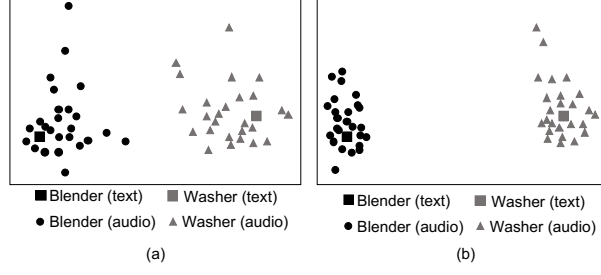 Blender (text) Washer (text) Blender (text) Washer (text)
Blender (audio) Washer (audio) Blender (audio) Washer (audio)
(a) (b)